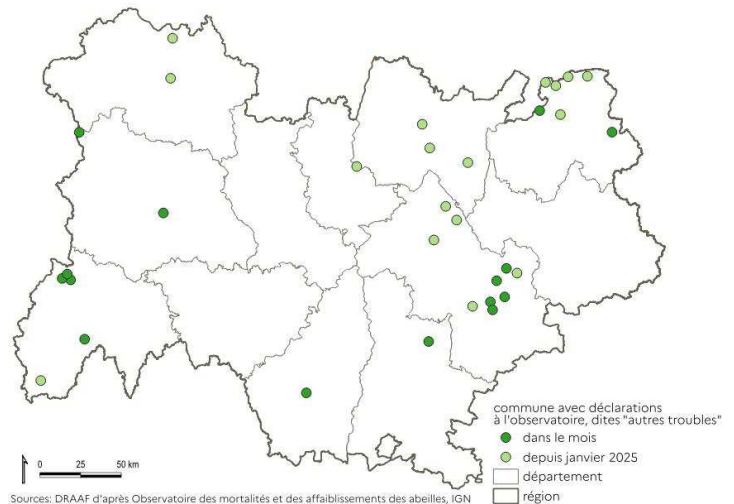 commune avec déclarations
à l'observatoire, dites "autres troubles"
dans le mois
depuis janvier 2025
département
région
0 25 50 km
Sources: DRAAF d'après Observatoire des mortalités et des affaiblissements des abeilles, IGN